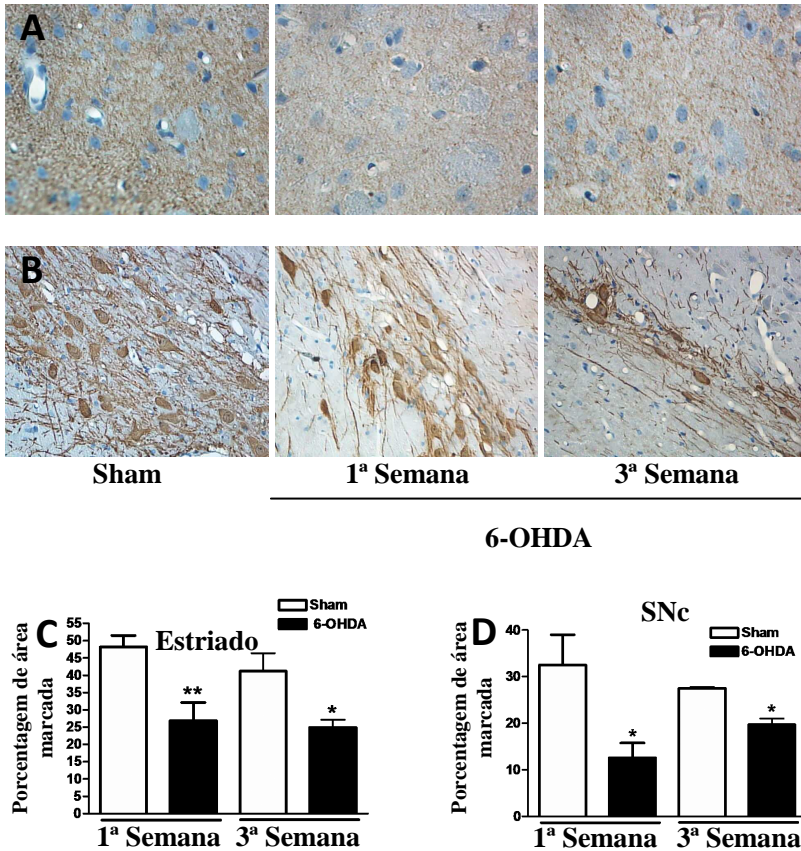 A
B
Sham
1ª Semana
3ª Semana
6-OHDA
C
Estriado
Sham
6-OHDA
Porcentagem de área
marcada
55
50
45
40
35
30
25
20
15
10
5
0
**
*
1ª Semana
3ª Semana
D
SNc
Sham
6-OHDA
Porcentagem de área
marcada
40
30
20
10
0
*
*
1ª Semana
3ª Semana